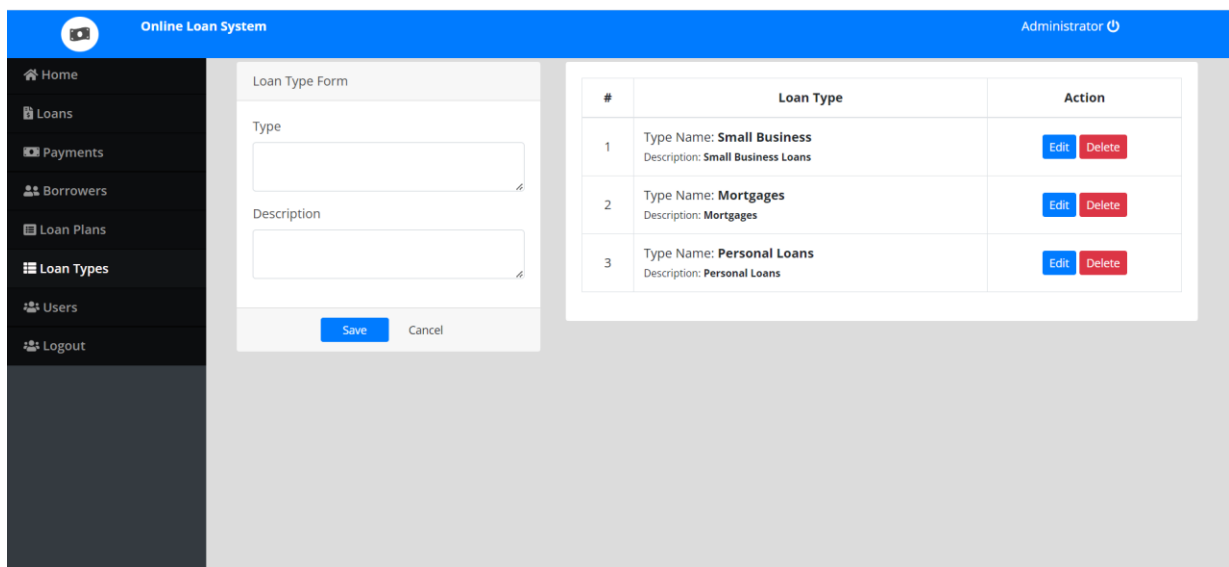 Online Loan System
Administrator
Home
Loans
Payments
Borrowers
Loan Plans
Loan Types
Users
Logout
Loan Type Form
Type
Description
Save Cancel
# Loan Type Action
1 Type Name: Small Business Edit Delete
Description: Small Business Loans
2 Type Name: Mortgages Edit Delete
Description: Mortgages
3 Type Name: Personal Loans Edit Delete
Description: Personal Loans